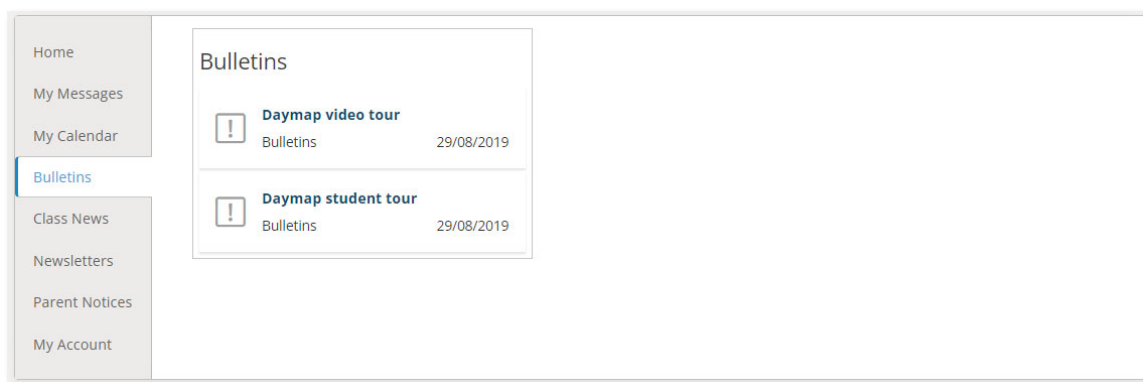 Home
My Messages
My Calendar
Bulletins
Class News
Newsletters
Parent Notices
My Account
Bulletins
Daymap video tour
Bulletins 29/08/2019
Daymap student tour
Bulletins 29/08/2019